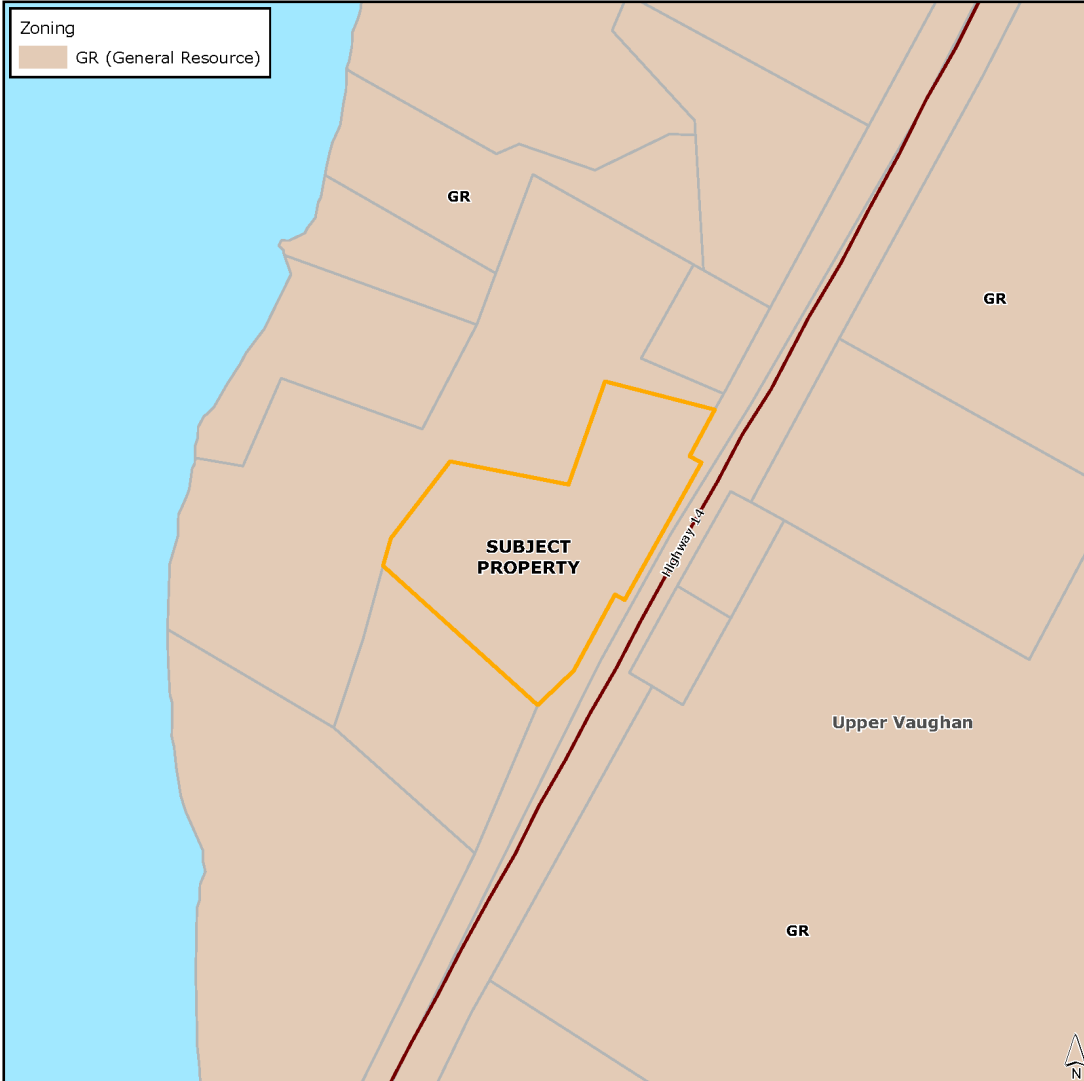 Zoning
GR (General Resource)
GR
GR
Highway 14
SUBJECT
PROPERTY
Upper Vaughan
GR
N